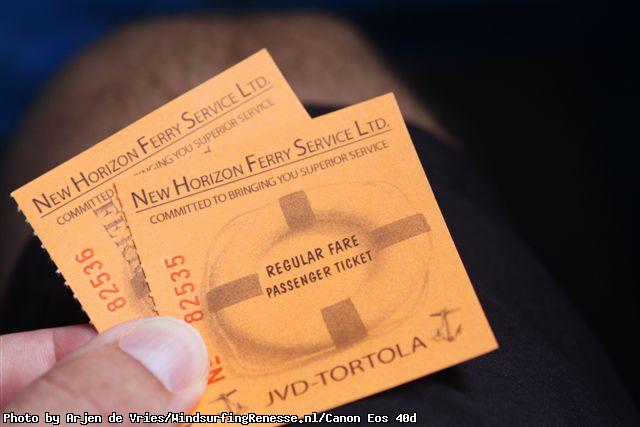 NEW HORIZON FERRY SERVICE LTD.
COMMITTED BRINGING YOU SUPERIOR SERVICE
82536
NEW HORIZON FERRY SERVICE LTD.
COMMITTED TO BRINGING YOU SUPERIOR SERVICE
REGULAR FARE
PASSENGER TICKET
No 82535
JVD-TORTOLA
Photo by Arjen de Vries/WindsurfingRenesse.nl/Canon Eos 40d